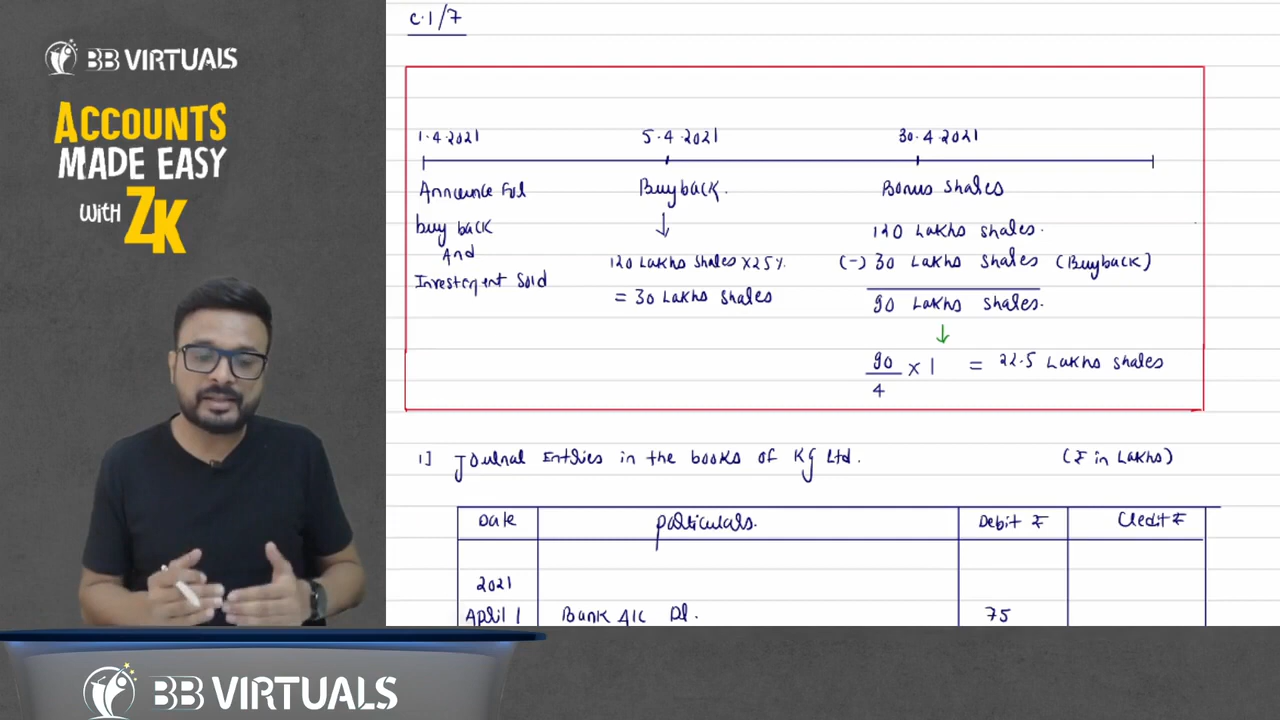 BB VIRTUALS
ACCOUNTS
MADE EASY
WITH ZK
C.1/7
1.4.2021 5.4.2021 30.4.2021
Announce for Buyback. Bonus shares
buy back
And
Investment Sold
120 Lakhs shares × 25%
= 30 Lakhs shares
120 Lakhs shares.
(-) 30 Lakhs shares (Buyback)
90 Lakhs shares.
90/4 × 1 = 22.5 Lakhs shares
1] Journal Entries in the books of KG Ltd. (₹ in Lakhs)
Date Particulars. Debit ₹ Credit ₹
2021
April 1 Bank A/c Dr. 75
BB VIRTUALS